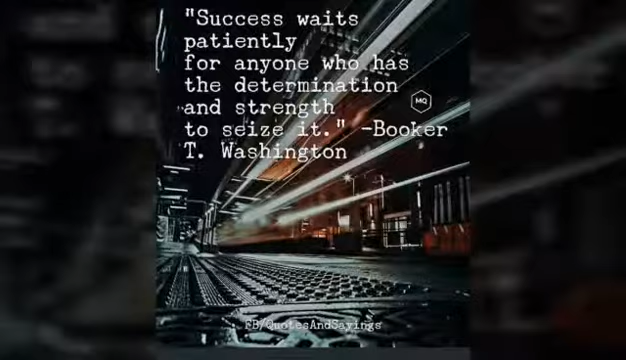 "Success waits
patiently
for anyone who has
the determination
and strength
to seize it." -Booker
T. Washington
MQ
FB/QuotesAndSayings